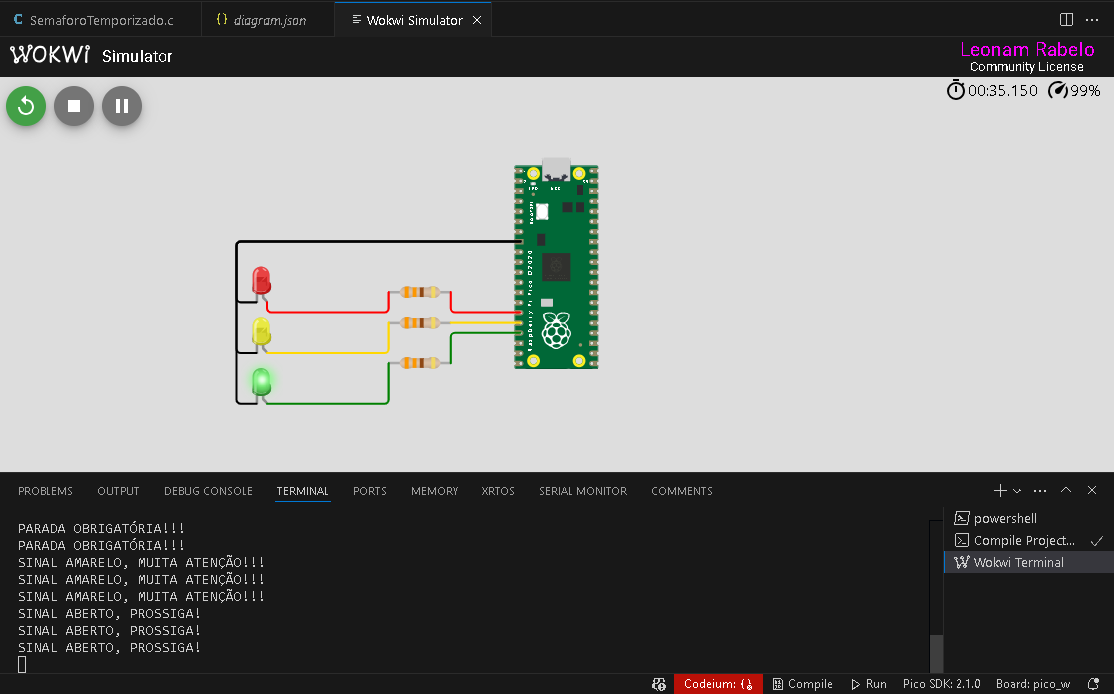 SemaforoTemporizado.c
diagram.json
Wokwi Simulator
WOKWI Simulator
Leonam Rabelo
Community License
00:35.150 99%
Raspberry Pi Pico ©2020
PROBLEMS OUTPUT DEBUG CONSOLE TERMINAL PORTS MEMORY XRTOS SERIAL MONITOR COMMENTS
PARADA OBRIGATÓRIA!!!
PARADA OBRIGATÓRIA!!!
SINAL AMARELO, MUITA ATENÇÃO!!!
SINAL AMARELO, MUITA ATENÇÃO!!!
SINAL AMARELO, MUITA ATENÇÃO!!!
SINAL ABERTO, PROSSIGA!
SINAL ABERTO, PROSSIGA!
SINAL ABERTO, PROSSIGA!
powershell
Compile Project...
Wokwi Terminal
Codeium: {} Compile Run Pico SDK: 2.1.0 Board: pico_w